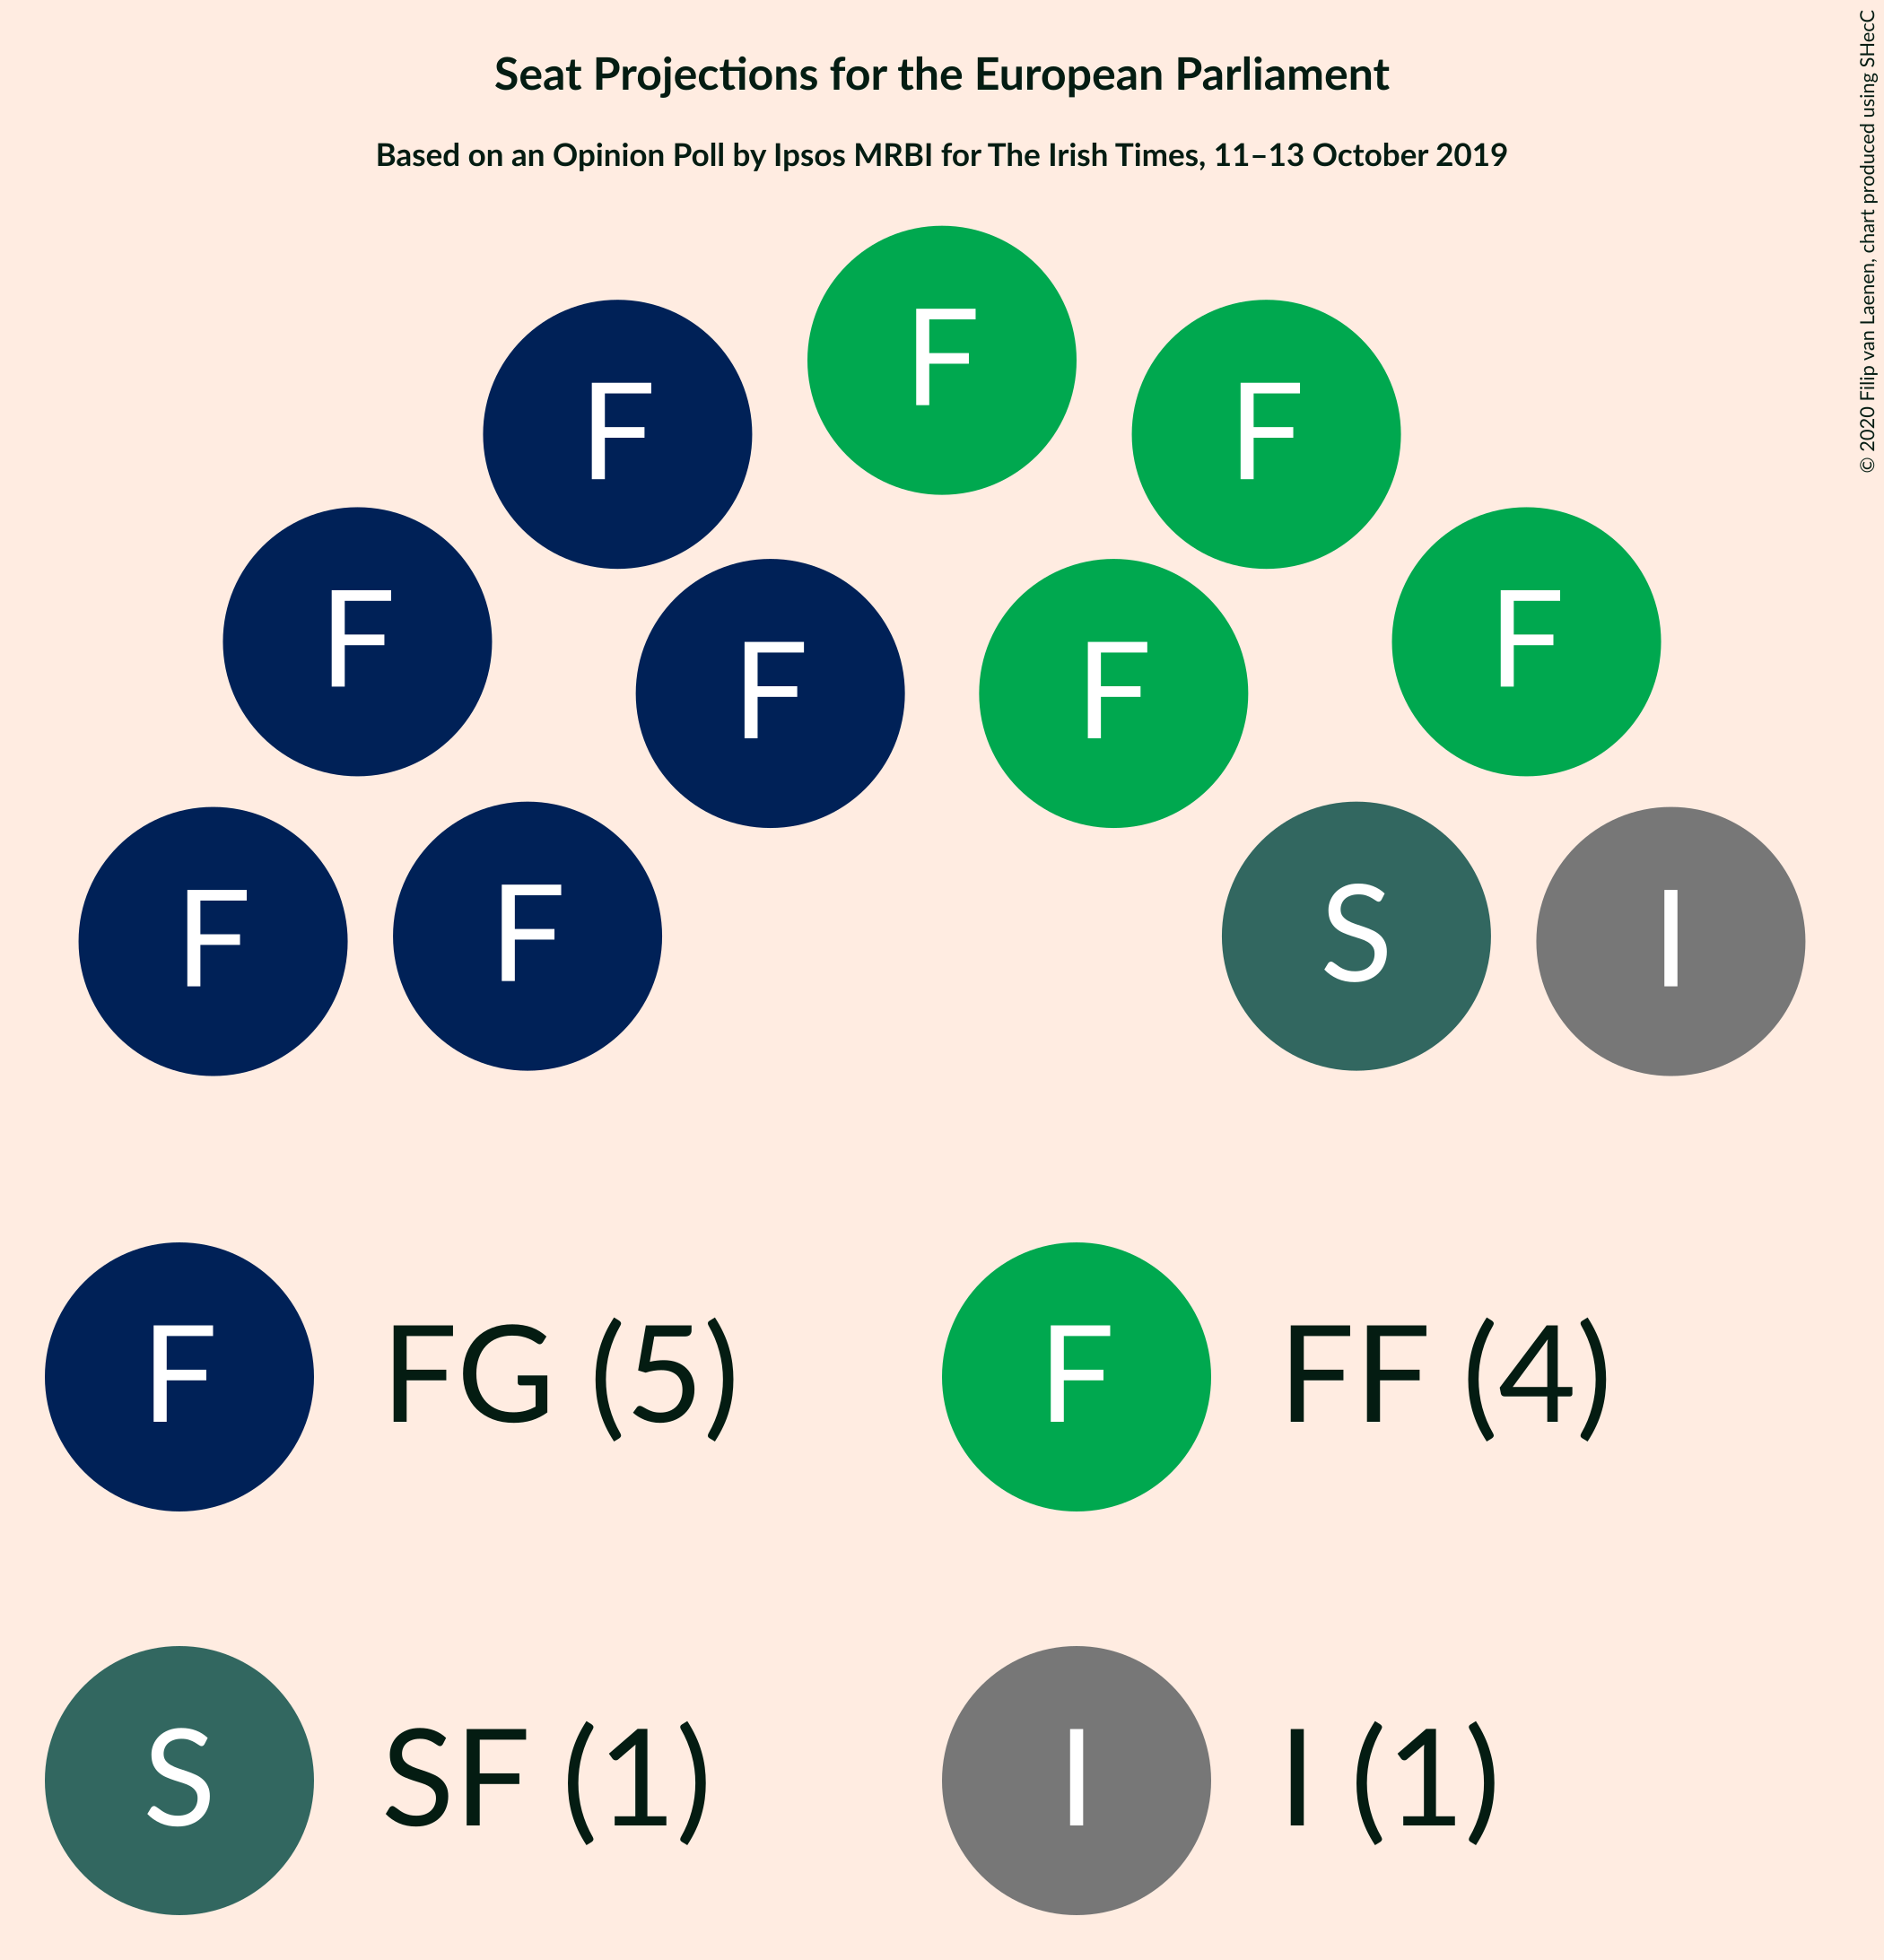 Seat Projections for the European Parliament
Based on an Opinion Poll by Ipsos MRBI for The Irish Times, 11–13 October 2019
© 2020 Filip van Laenen, chart produced using SHecC
F
F F
F F
F F
F F S I
F FG (5) F FF (4)
S SF (1) I I (1)